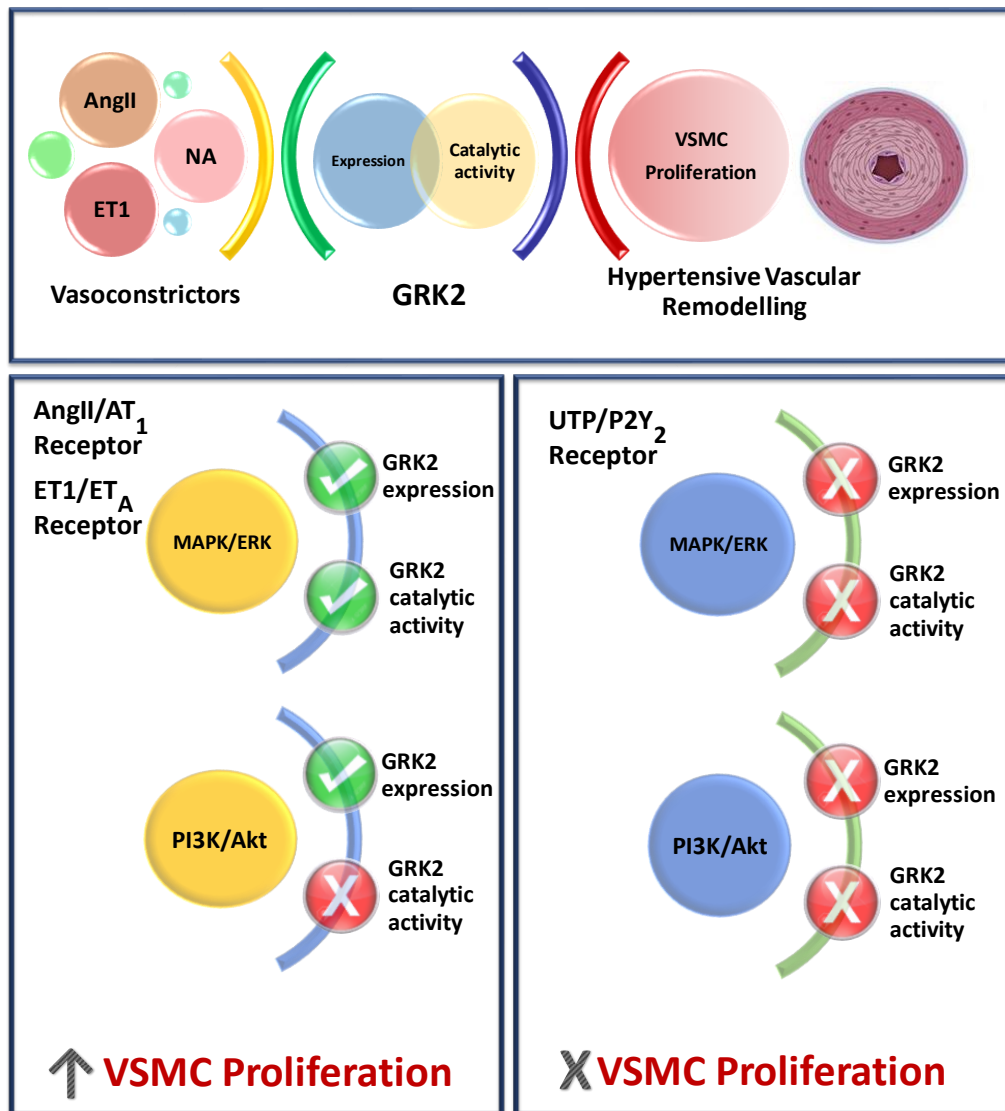 AngII
NA
ET1
Vasoconstrictors
Expression
Catalytic
activity
GRK2
VSMC
Proliferation
Hypertensive Vascular
Remodelling
AngII/AT1
Receptor
ET1/ETA
Receptor
MAPK/ERK
GRK2
expression
GRK2
catalytic
activity
PI3K/Akt
GRK2
expression
GRK2
catalytic
activity
VSMC Proliferation
UTP/P2Y2
Receptor
MAPK/ERK
X
GRK2
expression
X
GRK2
catalytic
activity
PI3K/Akt
X
GRK2
expression
X
GRK2
catalytic
activity
X VSMC Proliferation